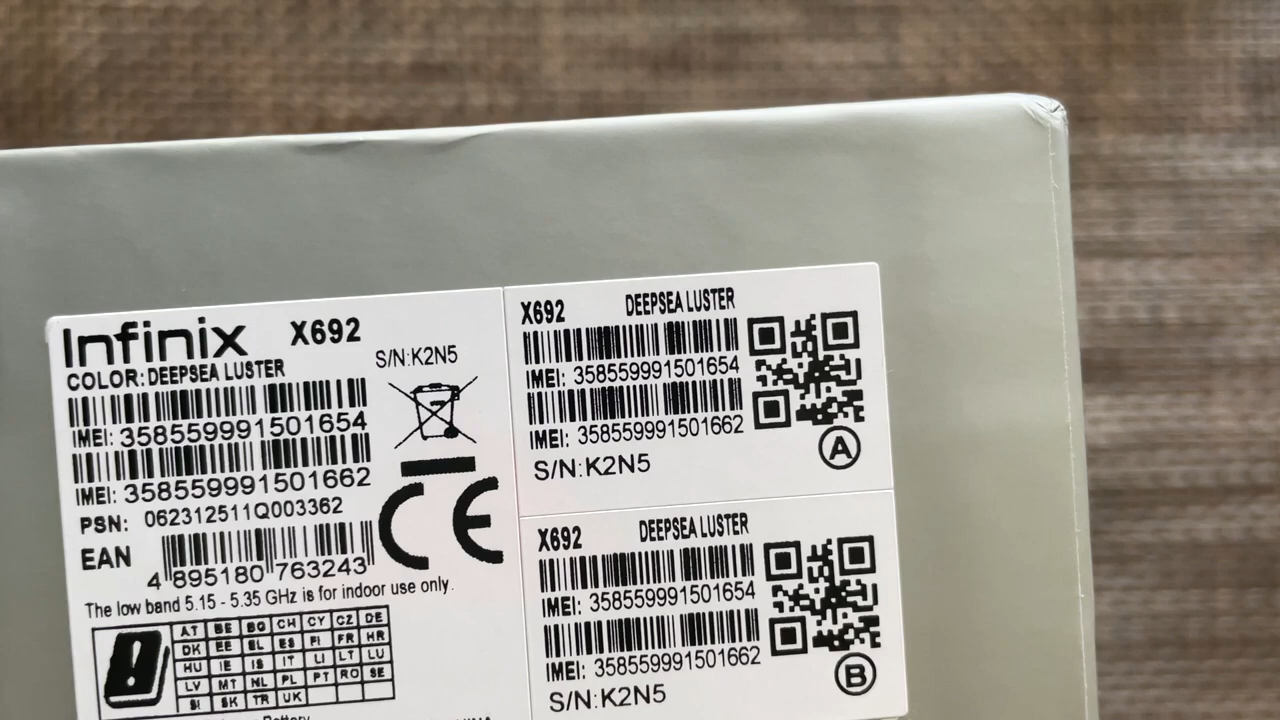 Infinix X692
S/N:K2N5
COLOR: DEEPSEA LUSTER
IMEI: 358559991501654
IMEI: 358559991501662
PSN: 062312511Q003362
EAN
4 895180 763243
CE
The low band 5.15 - 5.35 GHz is for indoor use only.
AT BE BG CH CY CZ DE
DK EE EL ES FI FR HR
HU IE IS IT LI LT LU
LV MT NL PL PT RO SE
SI SK TR UK
Battery
X692 DEEPSEA LUSTER
IMEI: 358559991501654
IMEI: 358559991501662
S/N:K2N5
A
X692 DEEPSEA LUSTER
IMEI: 358559991501654
IMEI: 358559991501662
S/N:K2N5
B